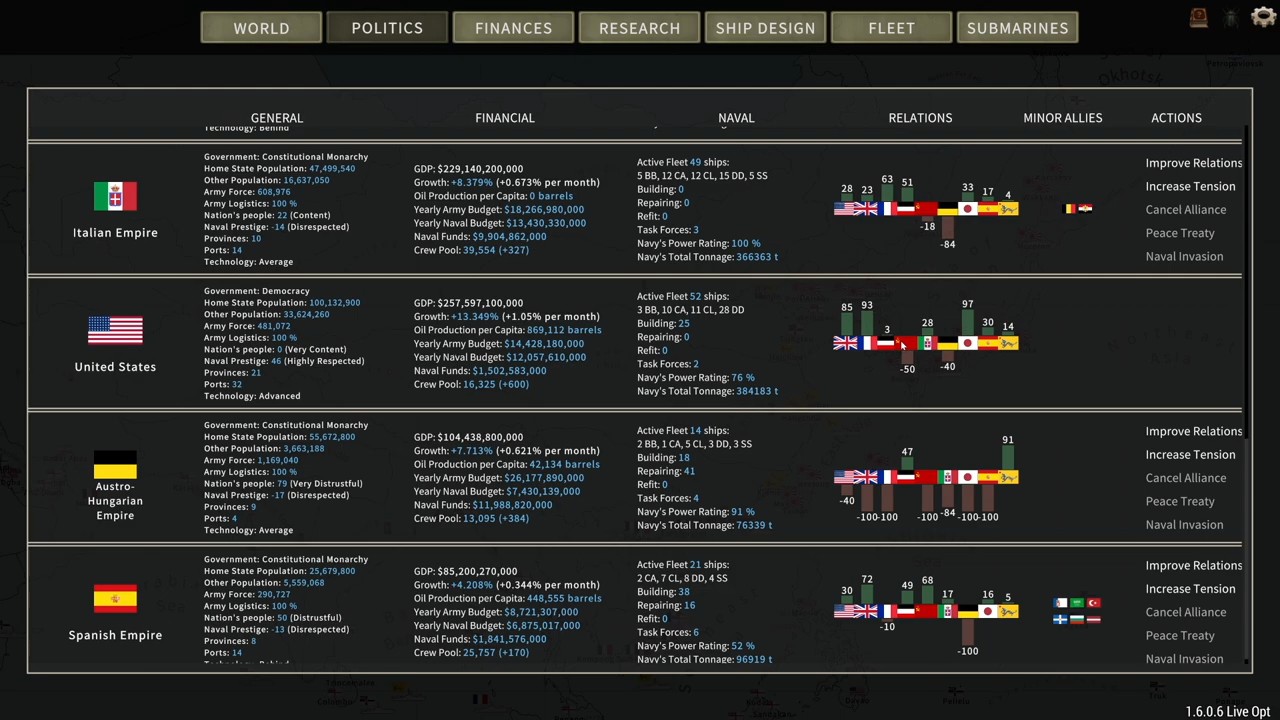 WORLD
POLITICS
FINANCES
RESEARCH
SHIP DESIGN
FLEET
SUBMARINES
GENERAL
FINANCIAL
NAVAL
RELATIONS
MINOR ALLIES
ACTIONS
Technology: Behind
Italian Empire
Government: Constitutional Monarchy
Home State Population: 47,499,540
Other Population: 16,637,050
Army Force: 608,976
Army Logistics: 100 %
Nation's people: 22 (Content)
Naval Prestige: -14 (Disrespected)
Provinces: 10
Ports: 14
Technology: Average
GDP: $229,140,200,000
Growth: +8.379% (+0.673% per month)
Oil Production per Capita: 0 barrels
Yearly Army Budget: $18,266,980,000
Yearly Naval Budget: $13,430,330,000
Naval Funds: $9,904,862,000
Crew Pool: 39,554 (+327)
Active Fleet 49 ships:
5 BB, 12 CA, 12 CL, 15 DD, 5 SS
Building: 0
Repairing: 0
Refit: 0
Task Forces: 3
Navy's Power Rating: 100 %
Navy's Total Tonnage: 366363 t
28 23 63 51 33 17 4
-18 -84
Improve Relations
Increase Tension
Cancel Alliance
Peace Treaty
Naval Invasion
United States
Government: Democracy
Home State Population: 100,132,900
Other Population: 33,624,260
Army Force: 481,072
Army Logistics: 100 %
Nation's people: 0 (Very Content)
Naval Prestige: 46 (Highly Respected)
Provinces: 21
Ports: 32
Technology: Advanced
GDP: $257,597,100,000
Growth: +13.349% (+1.05% per month)
Oil Production per Capita: 869,112 barrels
Yearly Army Budget: $14,428,180,000
Yearly Naval Budget: $12,057,610,000
Naval Funds: $1,502,583,000
Crew Pool: 16,325 (+600)
Active Fleet 52 ships:
3 BB, 10 CA, 11 CL, 28 DD
Building: 25
Repairing: 0
Refit: 0
Task Forces: 2
Navy's Power Rating: 76 %
Navy's Total Tonnage: 384183 t
85 93 3 28 97 30 14
-50 -40
Austro-
Hungarian
Empire
Government: Constitutional Monarchy
Home State Population: 55,672,800
Other Population: 3,663,188
Army Force: 1,169,040
Army Logistics: 100 %
Nation's people: 79 (Very Distrustful)
Naval Prestige: -17 (Disrespected)
Provinces: 9
Ports: 4
Technology: Average
GDP: $104,438,800,000
Growth: +7.713% (+0.621% per month)
Oil Production per Capita: 42,134 barrels
Yearly Army Budget: $26,177,890,000
Yearly Naval Budget: $7,430,139,000
Naval Funds: $11,988,820,000
Crew Pool: 13,095 (+384)
Active Fleet 14 ships:
2 BB, 1 CA, 5 CL, 3 DD, 3 SS
Building: 18
Repairing: 41
Refit: 0
Task Forces: 4
Navy's Power Rating: 91 %
Navy's Total Tonnage: 76339 t
47 91
-40 -100 -100 -100 -84 -100 -100
Improve Relations
Increase Tension
Cancel Alliance
Peace Treaty
Naval Invasion
Spanish Empire
Government: Constitutional Monarchy
Home State Population: 25,679,800
Other Population: 5,559,068
Army Force: 290,727
Army Logistics: 100 %
Nation's people: 50 (Distrustful)
Naval Prestige: -13 (Disrespected)
Provinces: 8
Ports: 14
Technology: Behind
GDP: $85,200,270,000
Growth: +4.208% (+0.344% per month)
Oil Production per Capita: 448,555 barrels
Yearly Army Budget: $8,721,307,000
Yearly Naval Budget: $6,875,017,000
Naval Funds: $1,841,576,000
Crew Pool: 25,757 (+170)
Active Fleet 21 ships:
2 CA, 7 CL, 8 DD, 4 SS
Building: 38
Repairing: 16
Refit: 0
Task Forces: 6
Navy's Power Rating: 52 %
Navy's Total Tonnage: 96919 t
30 72 49 68 17 16 5
-10 -100
Improve Relations
Increase Tension
Cancel Alliance
Peace Treaty
Naval Invasion
1.6.0.6 Live Opt